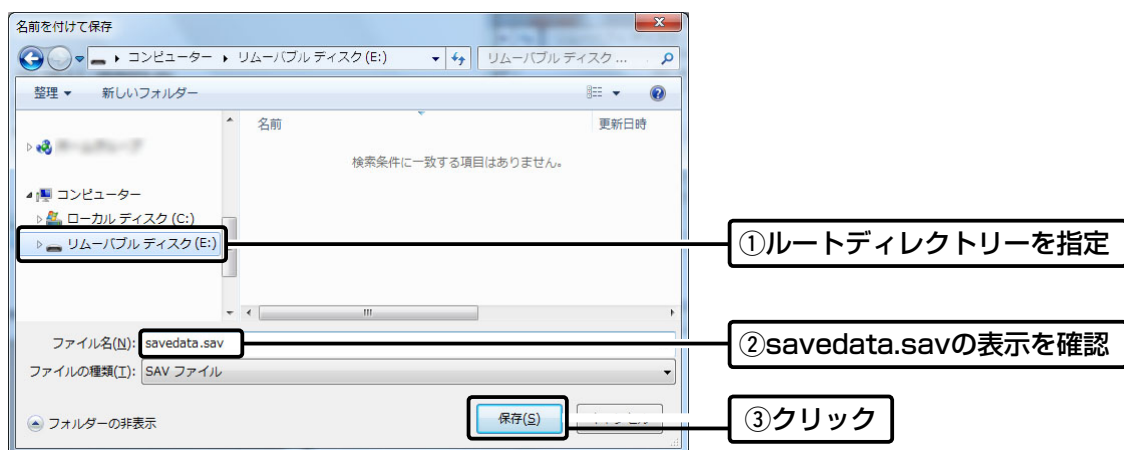 名前を付けて保存
コンピューター リムーバブル ディスク (E:) リムーバブル ディスク ...
整理 新しいフォルダー
名前 更新日時
検索条件に一致する項目はありません。
コンピューター
ローカル ディスク (C:)
リムーバブル ディスク (E:)
①ルートディレクトリーを指定
ファイル名(N): savedata.sav
②savedata.savの表示を確認
ファイルの種類(T): SAV ファイル
フォルダーの非表示
保存(S)
③クリック